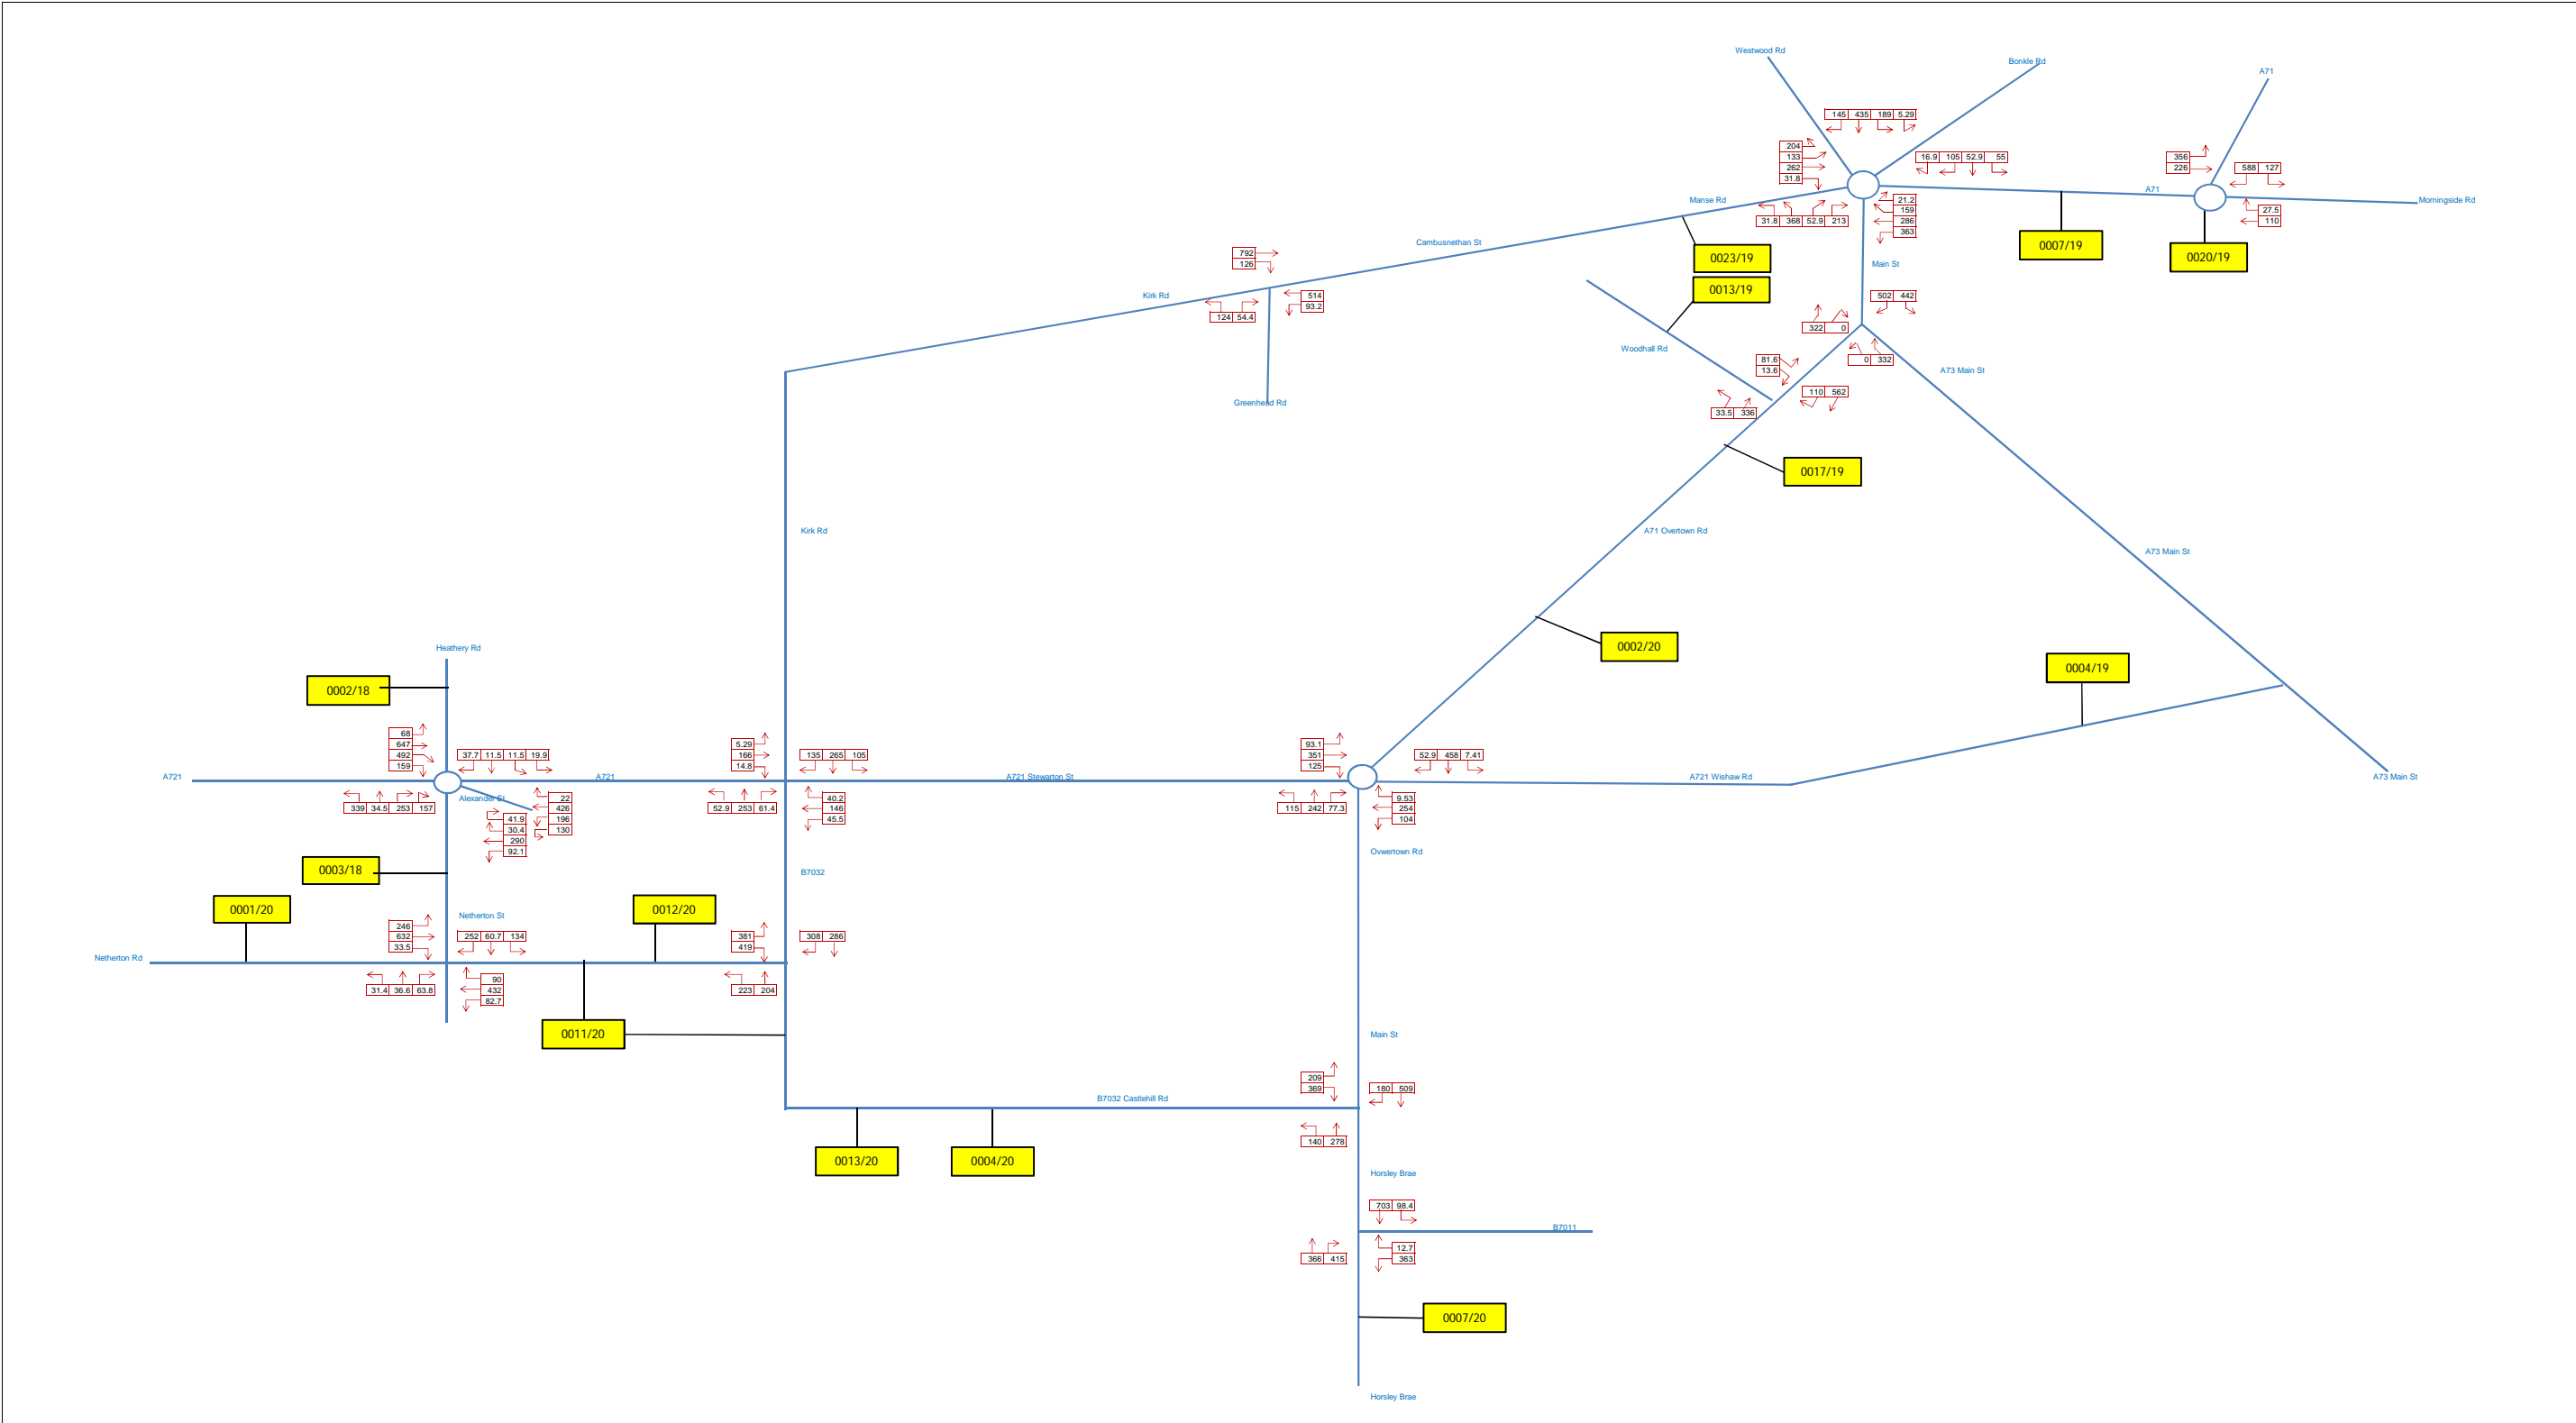 Westwood Rd
Bonkle Rd
A71
145 435 189 5.29
204
133
262
31.8
16.9 105 52.9 55
356
226
588 127
Manse Rd
A71
Morningside Rd
31.8 368 52.9 213
21.2
159
286
363
27.5
110
Cambusnethan St
0023/19
0007/19
0020/19
792
126
Main St
0013/19
Kirk Rd
514
93.2
502 442
124 54.4
322 0
Woodhall Rd
81.6
13.6
0 332
A73 Main St
Greenhead Rd
110 562
33.5 336
0017/19
Kirk Rd
A71 Overtown Rd
A73 Main St
Heathery Rd
0002/20
0004/19
0002/18
68
647
492
159
37.7 11.5 11.5 19.9
5.29
166
14.8
135 265 105
93.1
351
125
52.9 458 7.41
A721
A721
A721 Stewarton St
A721 Wishaw Rd
A73 Main St
339 34.5 253 157
Alexander St
22
426
196
130
52.9 253 61.4
40.2
146
45.5
115 242 77.3
9.53
254
104
41.9
30.4
290
92.1
Ovwertown Rd
0003/18
B7032
0001/20
0012/20
Netherton St
246
632
33.5
252 60.7 134
381
419
308 286
Netherton Rd
31.4 36.6 63.8
90
432
82.7
223 204
0011/20
Main St
209
369
180 509
B7032 Castlehill Rd
140 278
0013/20
0004/20
Horsley Brae
703 98.4
B7011
366 415
12.7
363
0007/20
Horsley Brae